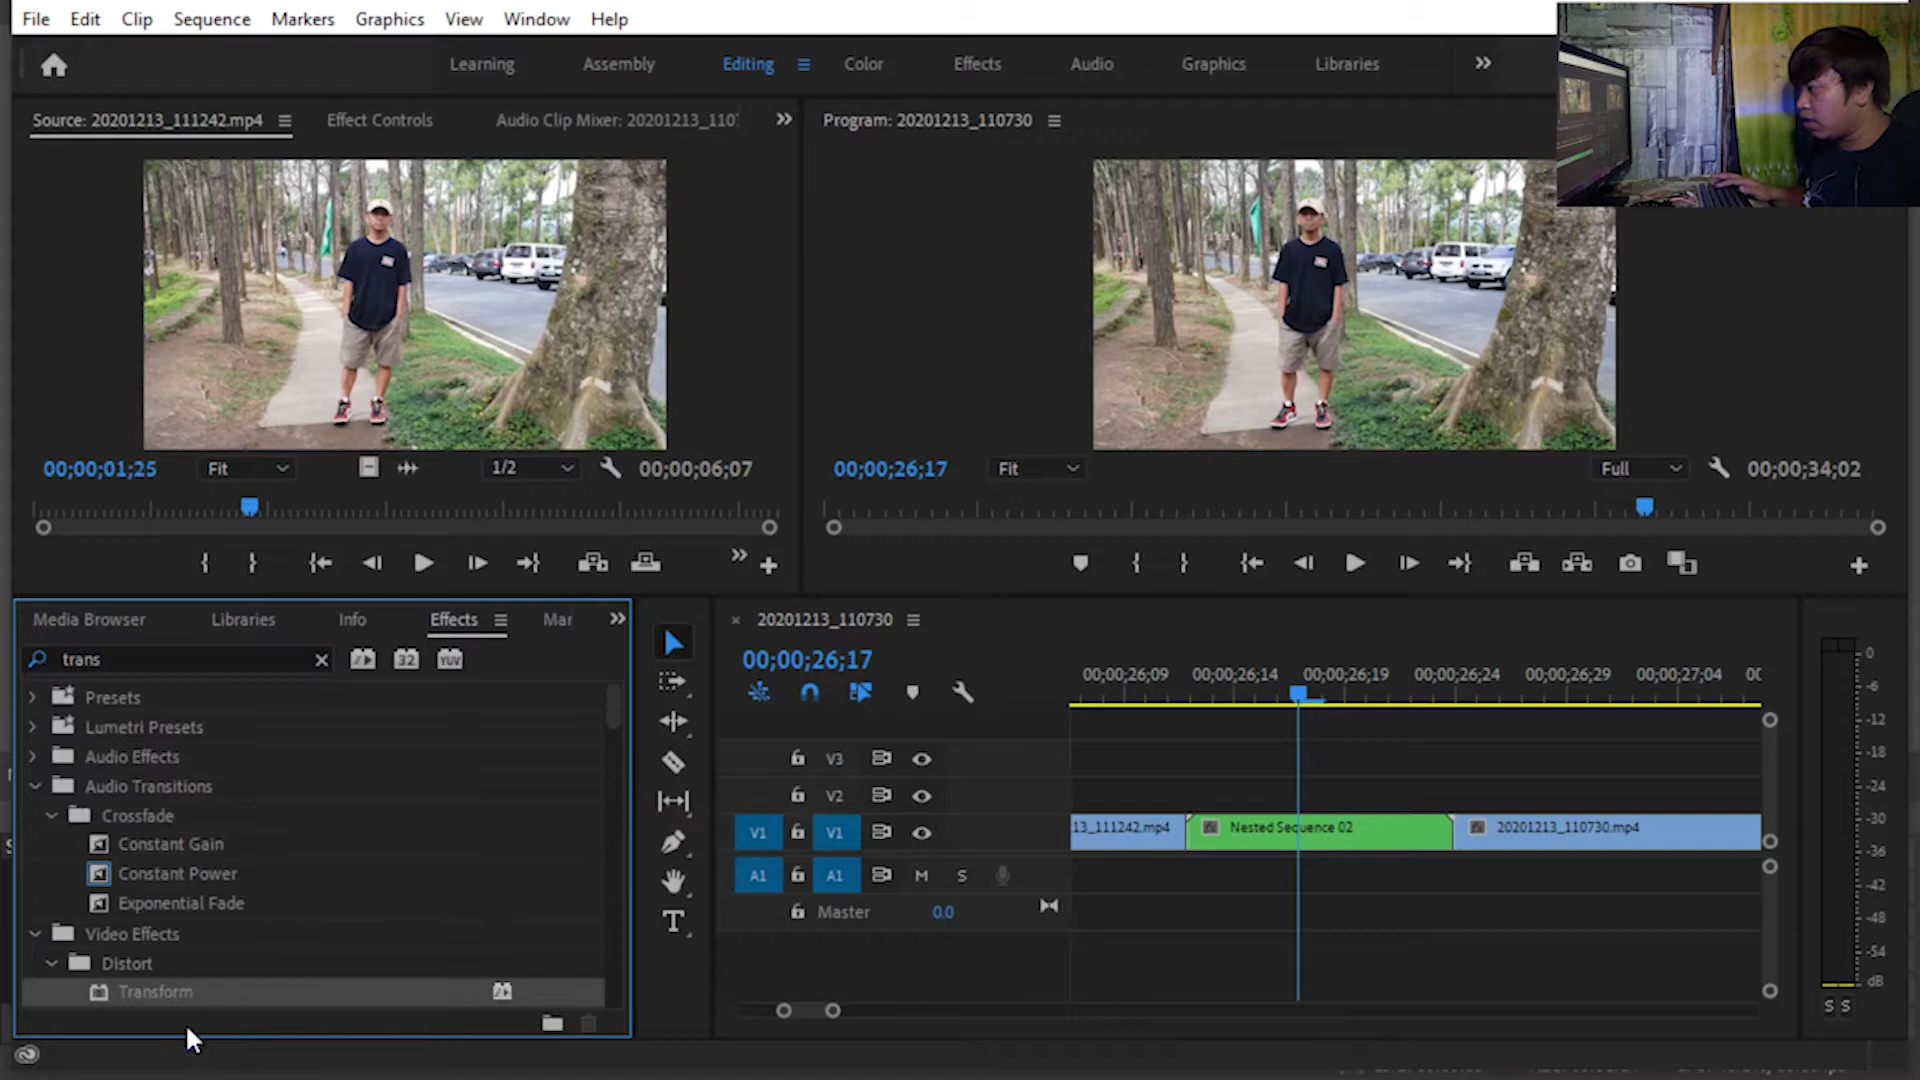 File Edit Clip Sequence Markers Graphics View Window Help
Learning Assembly Editing Color Effects Audio Graphics Libraries
Source: 20201213_111242.mp4 Effect Controls Audio Clip Mixer: 20201213_110
Program: 20201213_110730
00;00;01;25 Fit 1/2 00;00;06;07
00;00;26;17 Fit Full 00;00;34;02
Media Browser Libraries Info Effects Mar
trans 32 YUV
Presets
Lumetri Presets
Audio Effects
Audio Transitions
Crossfade
Constant Gain
Constant Power
Exponential Fade
Video Effects
Distort
Transform
20201213_110730
00;00;26;17
00;00;26;09 00;00;26;14 00;00;26;19 00;00;26;24 00;00;26;29 00;00;27;04 00
V3
V2
V1 V1 13_111242.mp4 fx Nested Sequence 02 fx 20201213_110730.mp4
A1 A1 M S
Master 0.0
0
-6
-12
-18
-24
-30
-36
-42
-48
-54
dB
S S